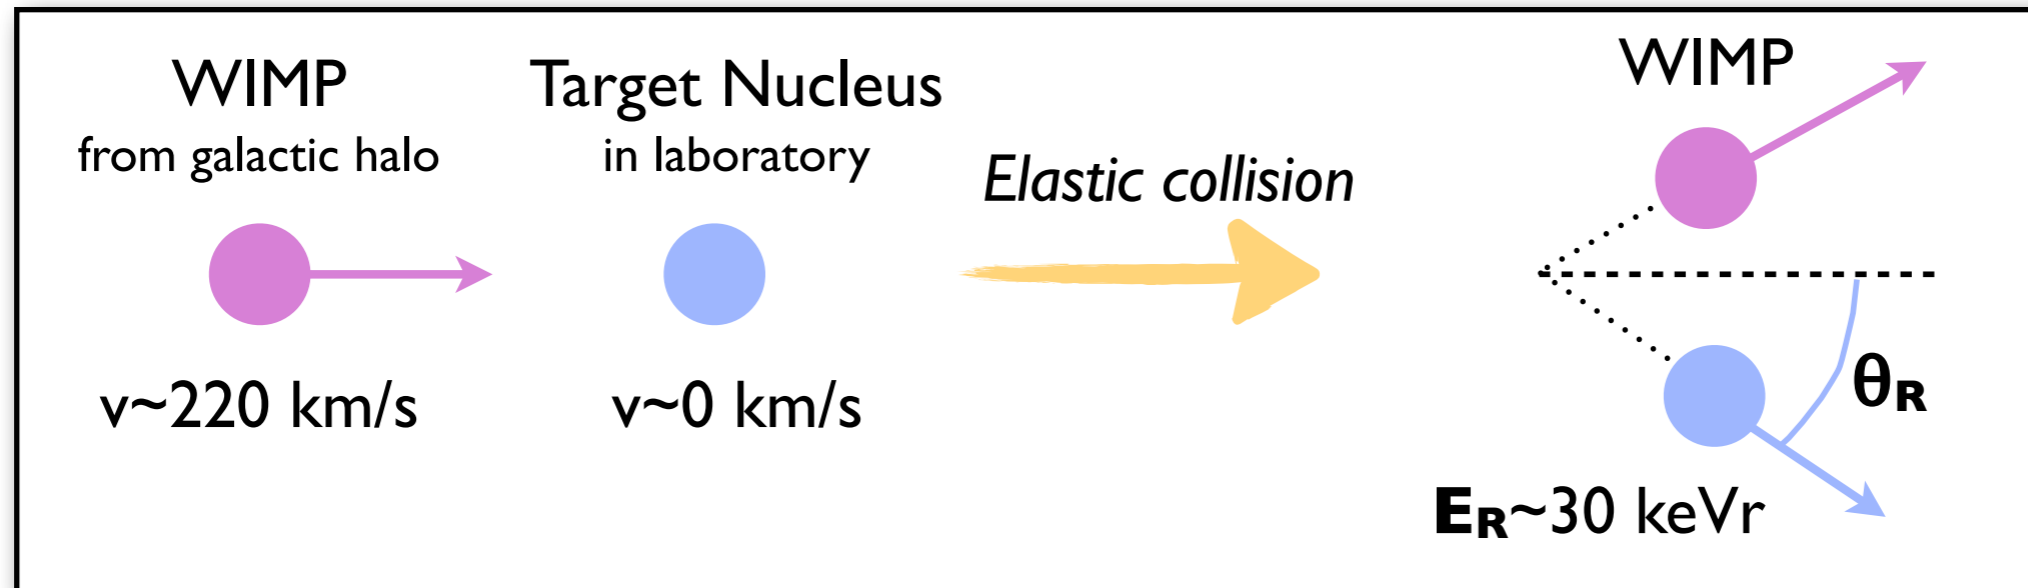 WIMP
from galactic halo
v~220 km/s
Target Nucleus
in laboratory
v~0 km/s
Elastic collision
WIMP
θR
ER~30 keVr